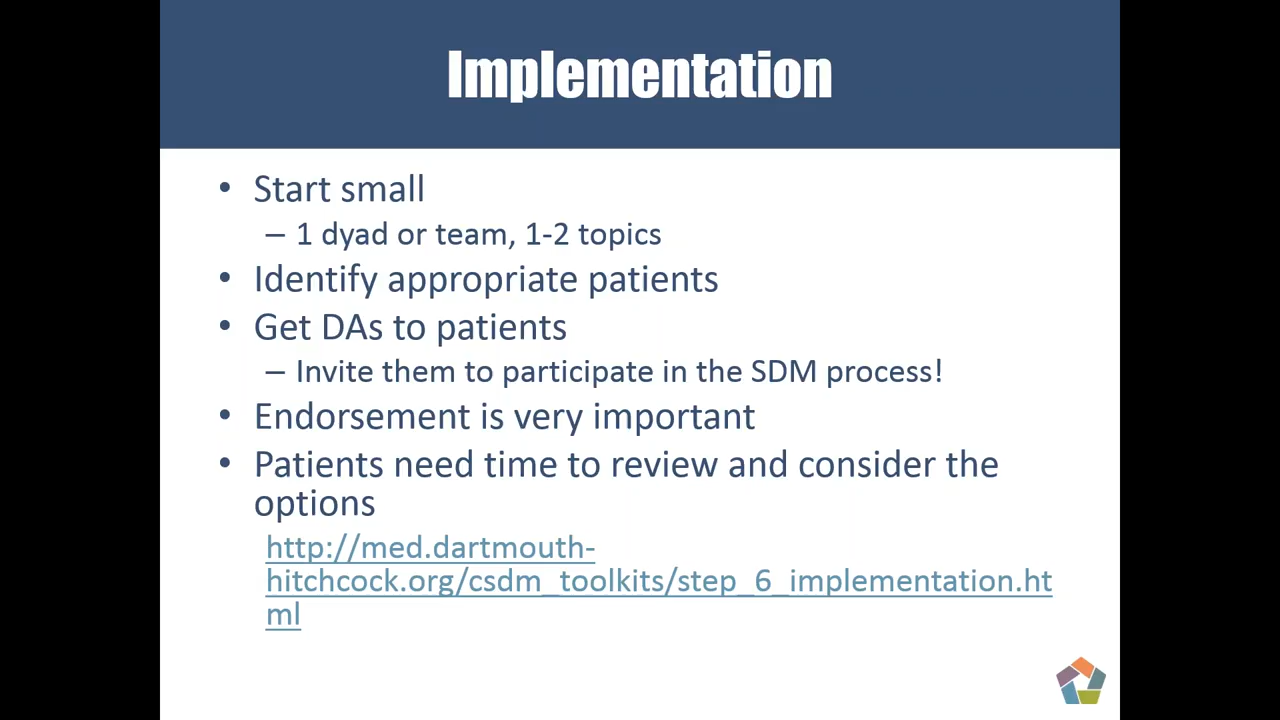 Implementation
• Start small
– 1 dyad or team, 1-2 topics
• Identify appropriate patients
• Get DAs to patients
– Invite them to participate in the SDM process!
• Endorsement is very important
• Patients need time to review and consider the
options
http://med.dartmouth-
hitchcock.org/csdm_toolkits/step_6_implementation.ht
ml